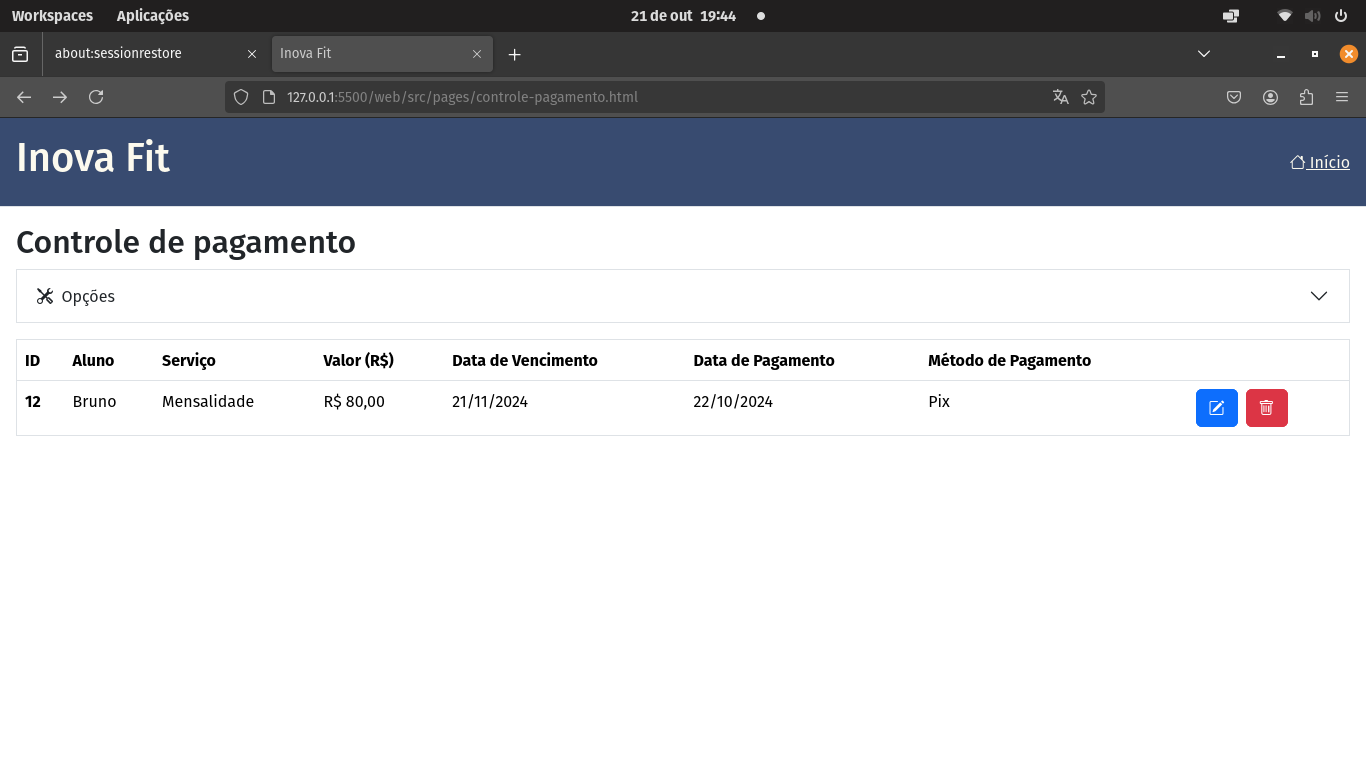 Workspaces Aplicações 21 de out 19:44
about:sessionrestore Inova Fit
127.0.0.1:5500/web/src/pages/controle-pagamento.html
Inova Fit
Início
Controle de pagamento
Opções
ID Aluno Serviço Valor (R$) Data de Vencimento Data de Pagamento Método de Pagamento
12 Bruno Mensalidade R$ 80,00 21/11/2024 22/10/2024 Pix